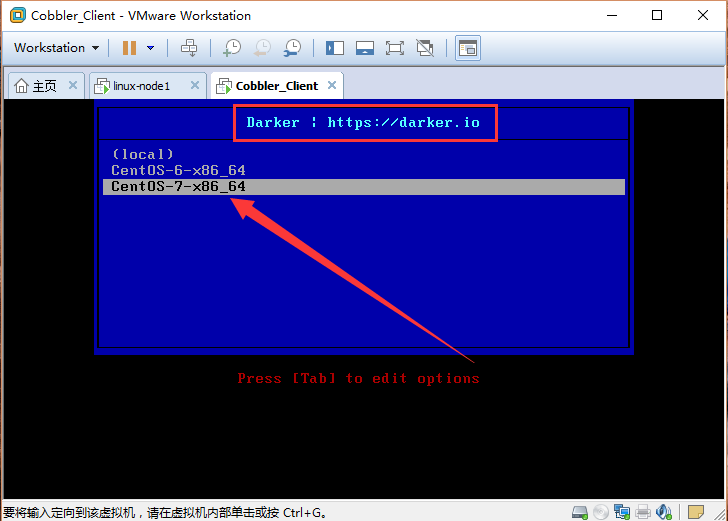 Cobbler_Client - VMware Workstation
Workstation
主页
linux-node1
Cobbler_Client
Darker ¦ https://darker.io
(local)
CentOS-6-x86_64
CentOS-7-x86_64
Press [Tab] to edit options
要将输入定向到该虚拟机，请在虚拟机内部单击或按 Ctrl+G。